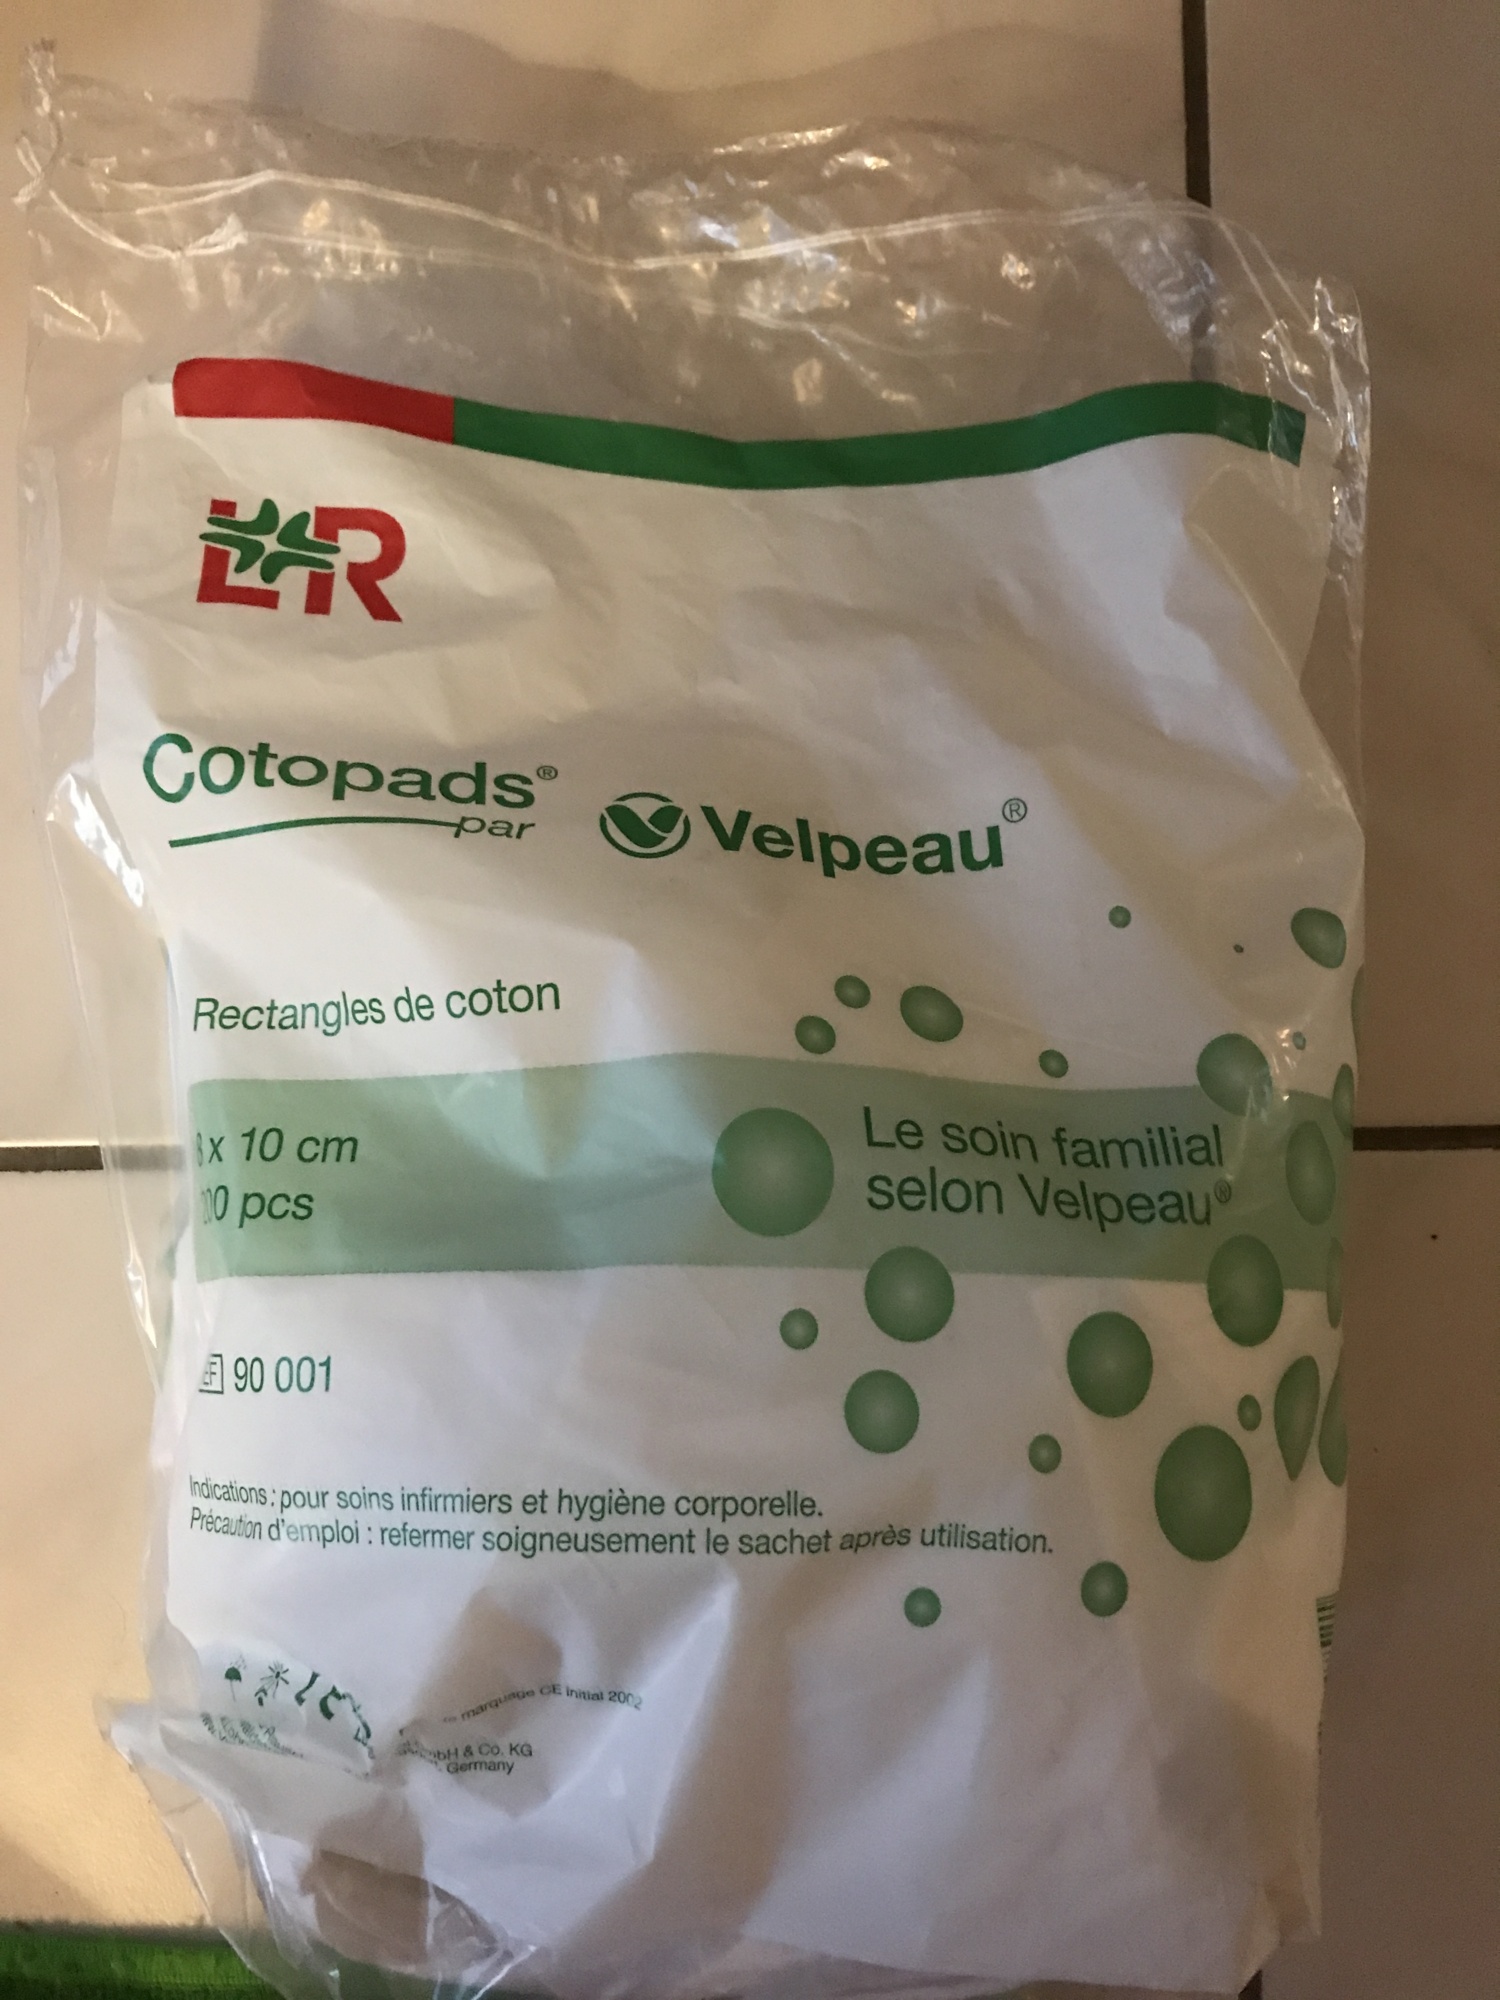 L+R
Cotopads®
par
Velpeau®
Rectangles de coton
x 10 cm
pcs
Le soin familial
selon Velpeau®
90 001
Indications : pour soins infirmiers et hygiène corporelle.
Précaution d'emploi : refermer soigneusement le sachet après utilisation.
marquage CE initial 2002
& Co. KG
Germany